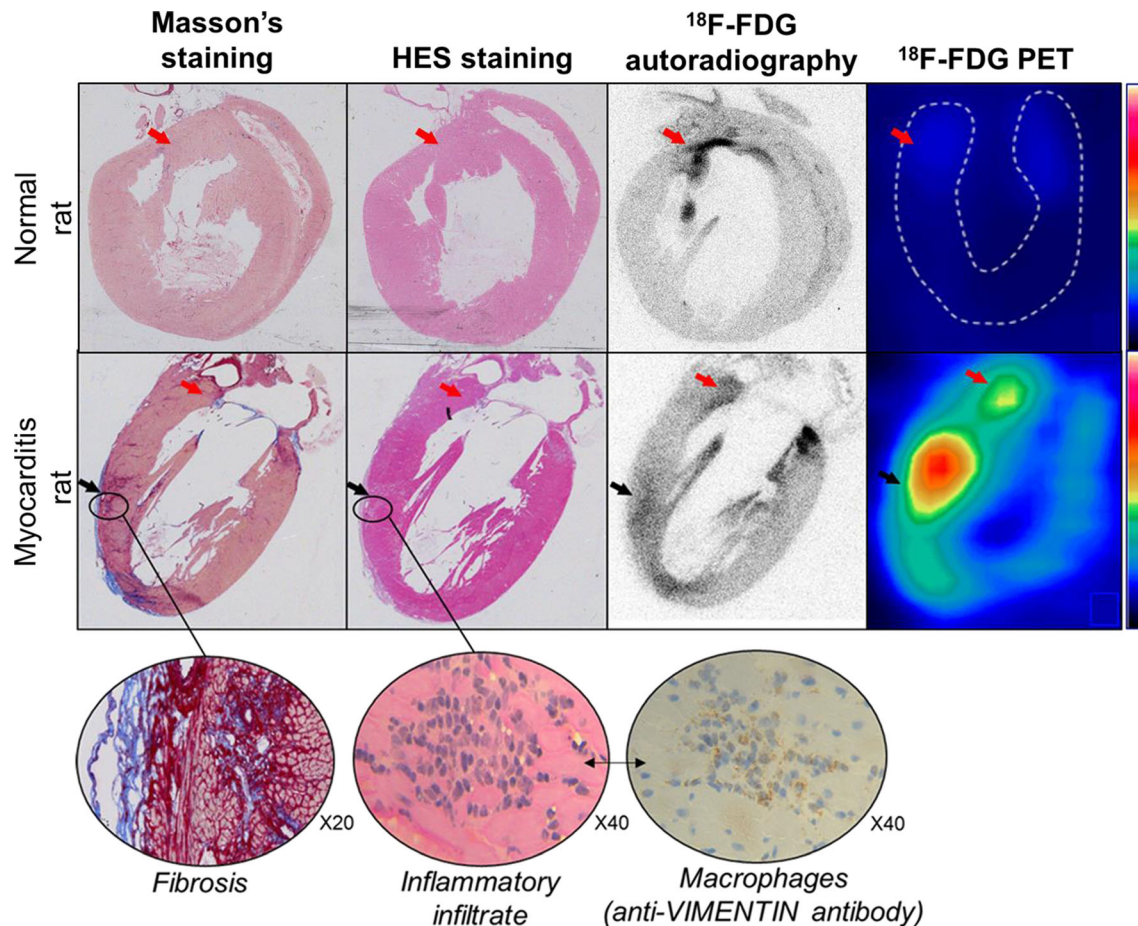 Masson's
staining
HES staining
¹⁸F-FDG
autoradiography
¹⁸F-FDG PET
Normal
rat
Myocarditis
rat
X20
X40
X40
Fibrosis
Inflammatory
infiltrate
Macrophages
(anti-VIMENTIN antibody)